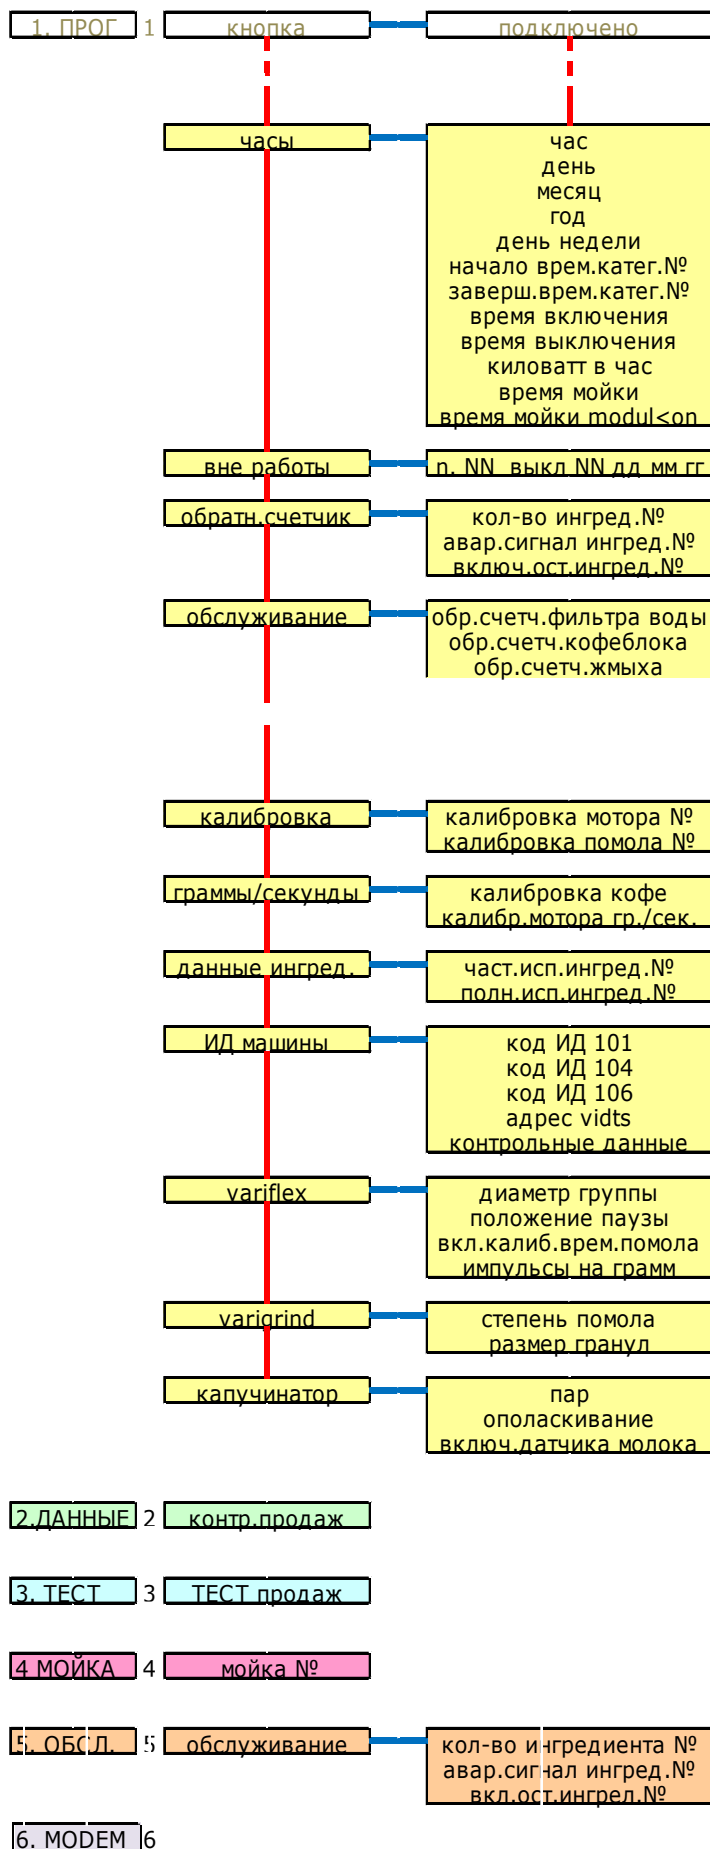 1. ПРОГ 1 кнопка подключено
часы
час
день
месяц
год
день недели
начало врем.катег.№
заверш.врем.катег.№
время включения
время выключения
киловатт в час
время мойки
время мойки modul<on
вне работы
n. NN выкл NN дд мм гг
обратн.счетчик
кол-во ингред.№
авар.сигнал ингред.№
включ.ост.ингред.№
обслуживание
обр.счетч.фильтра воды
обр.счетч.кофеблока
обр.счетч.жмыха
калибровка
калибровка мотора №
калибровка помола №
граммы/секунды
калибровка кофе
калибр.мотора гр./сек.
данные ингред.
част.исп.ингред.№
полн.исп.ингред.№
ИД машины
код ИД 101
код ИД 104
код ИД 106
адрес vidts
контрольные данные
variflex
диаметр группы
положение паузы
вкл.калиб.врем.помола
импульсы на грамм
varigrind
степень помола
размер гранул
капучинатор
пар
ополаскивание
включ.датчика молока
2.ДАННЫЕ 2 контр.продаж
3. ТЕСТ 3 ТЕСТ продаж
4 МОЙКА 4 мойка №
5. ОБСЛ. 5 обслуживание
кол-во ингредиента №
авар.сигнал ингред.№
вкл.ост.ингрел.№
6. MODEM 6